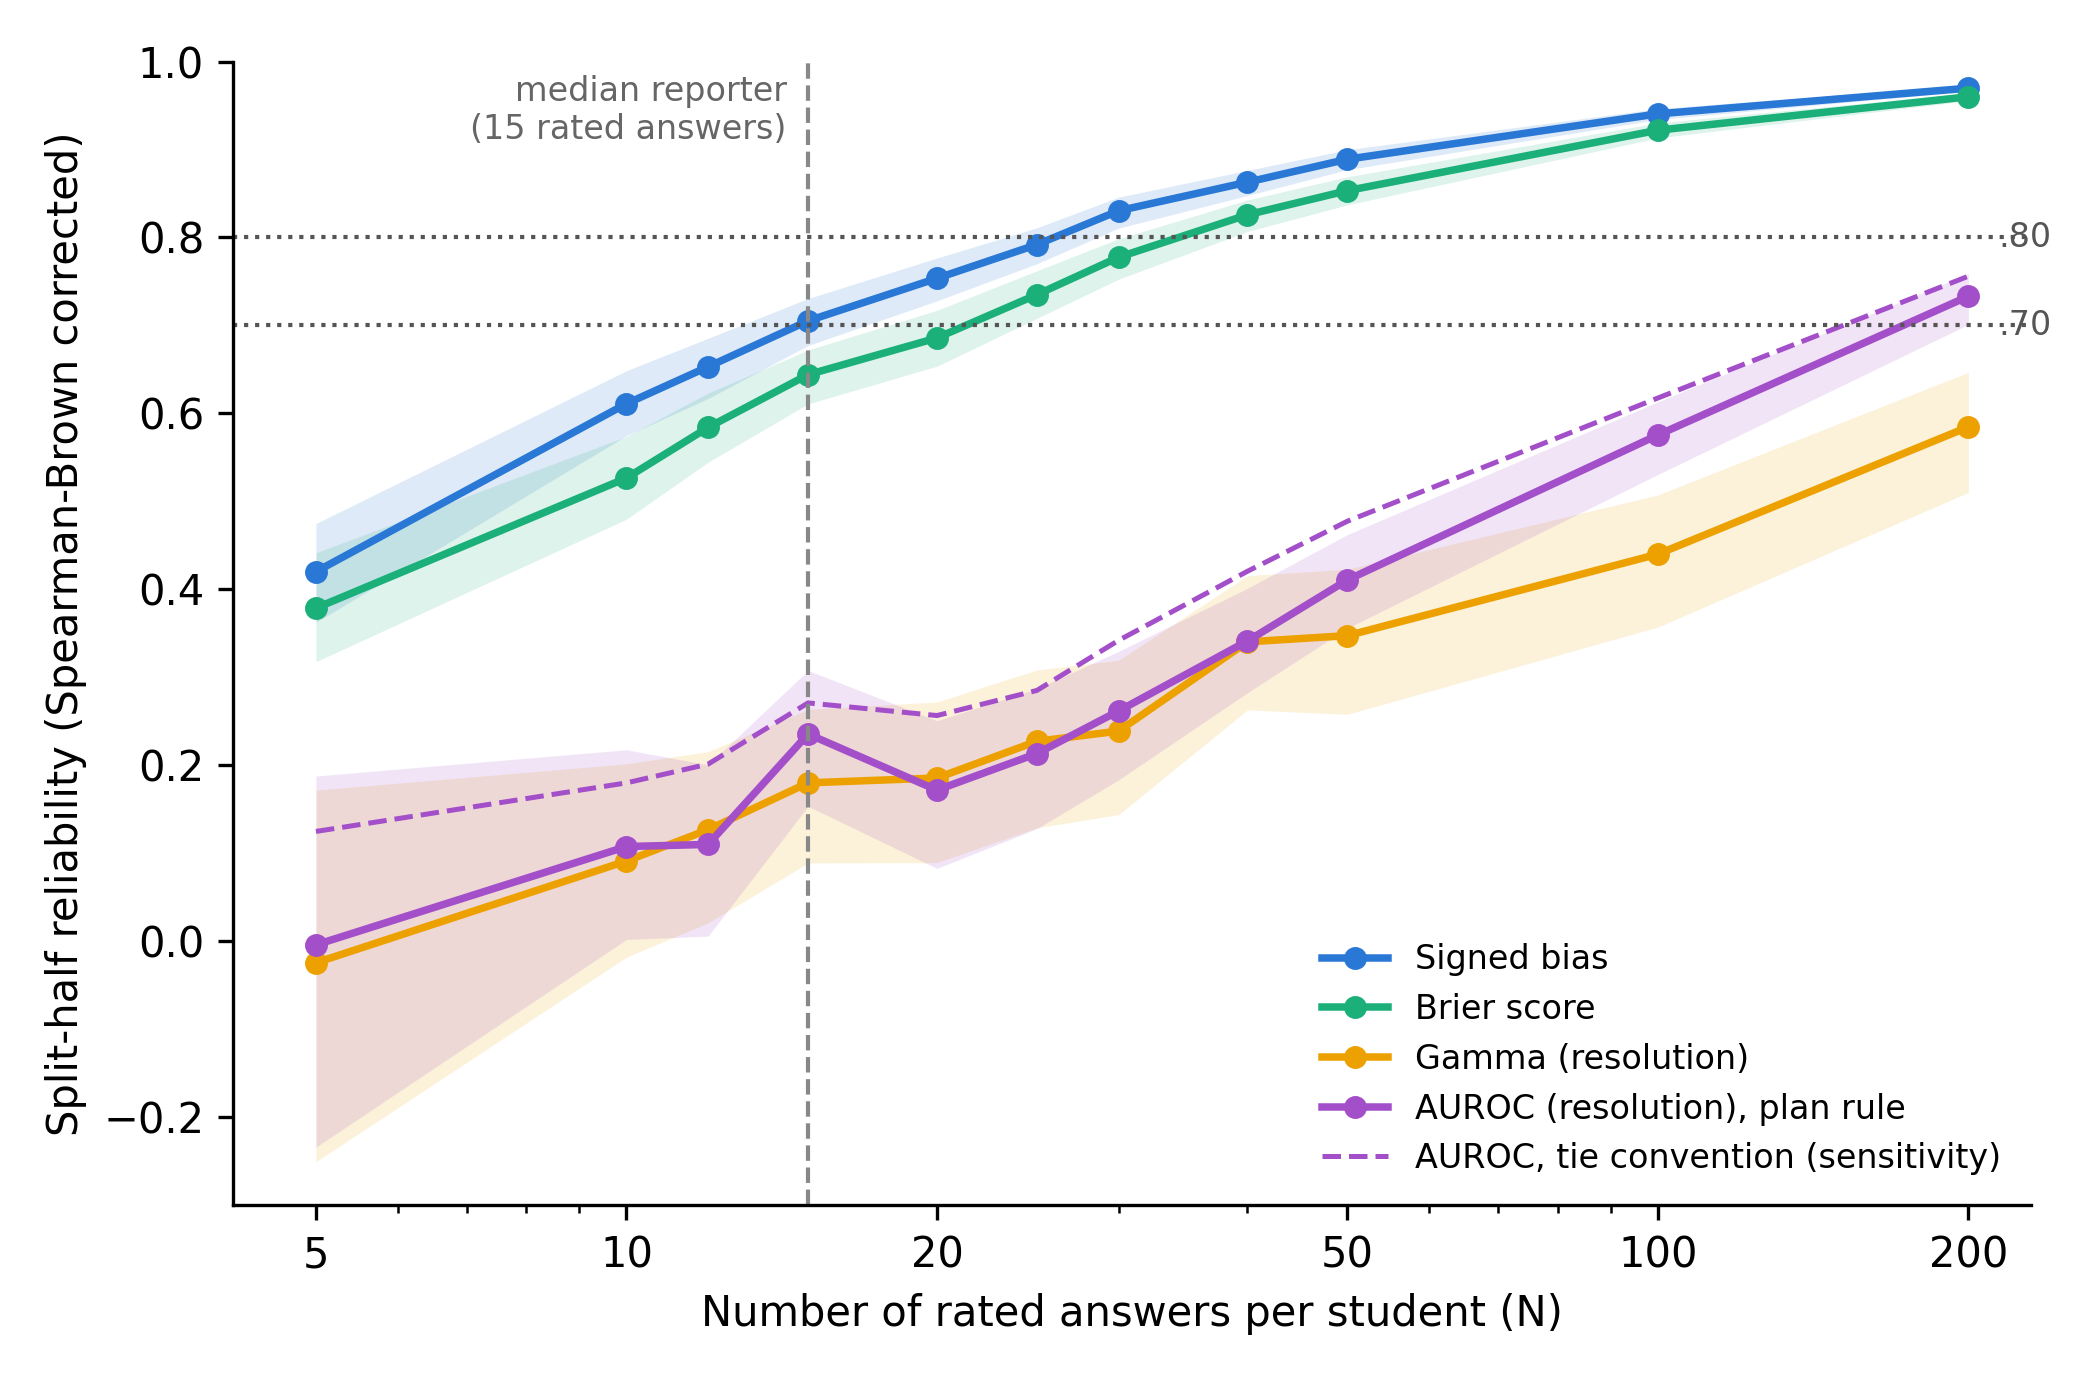 Split-half reliability (Spearman-Brown corrected)
1.0
0.8
0.6
0.4
0.2
0.0
−0.2
median reporter
(15 rated answers)
.80
.70
Signed bias
Brier score
Gamma (resolution)
AUROC (resolution), plan rule
AUROC, tie convention (sensitivity)
5 10 20 50 100 200
Number of rated answers per student (N)